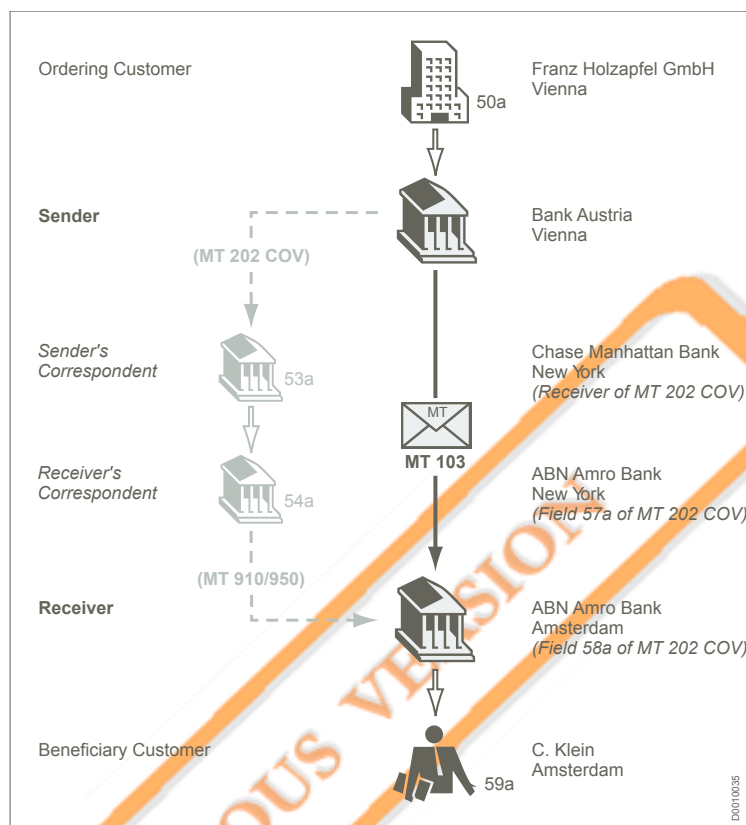 Ordering Customer
Franz Holzapfel GmbH
Vienna
50a
Sender
Bank Austria
Vienna
(MT 202 COV)
Sender's
Correspondent
53a
Chase Manhattan Bank
New York
(Receiver of MT 202 COV)
MT
MT 103
Receiver's
Correspondent
54a
ABN Amro Bank
New York
(Field 57a of MT 202 COV)
(MT 910/950)
Receiver
ABN Amro Bank
Amsterdam
(Field 58a of MT 202 COV)
Beneficiary Customer
59a
C. Klein
Amsterdam
D0010035
OUS VERSION